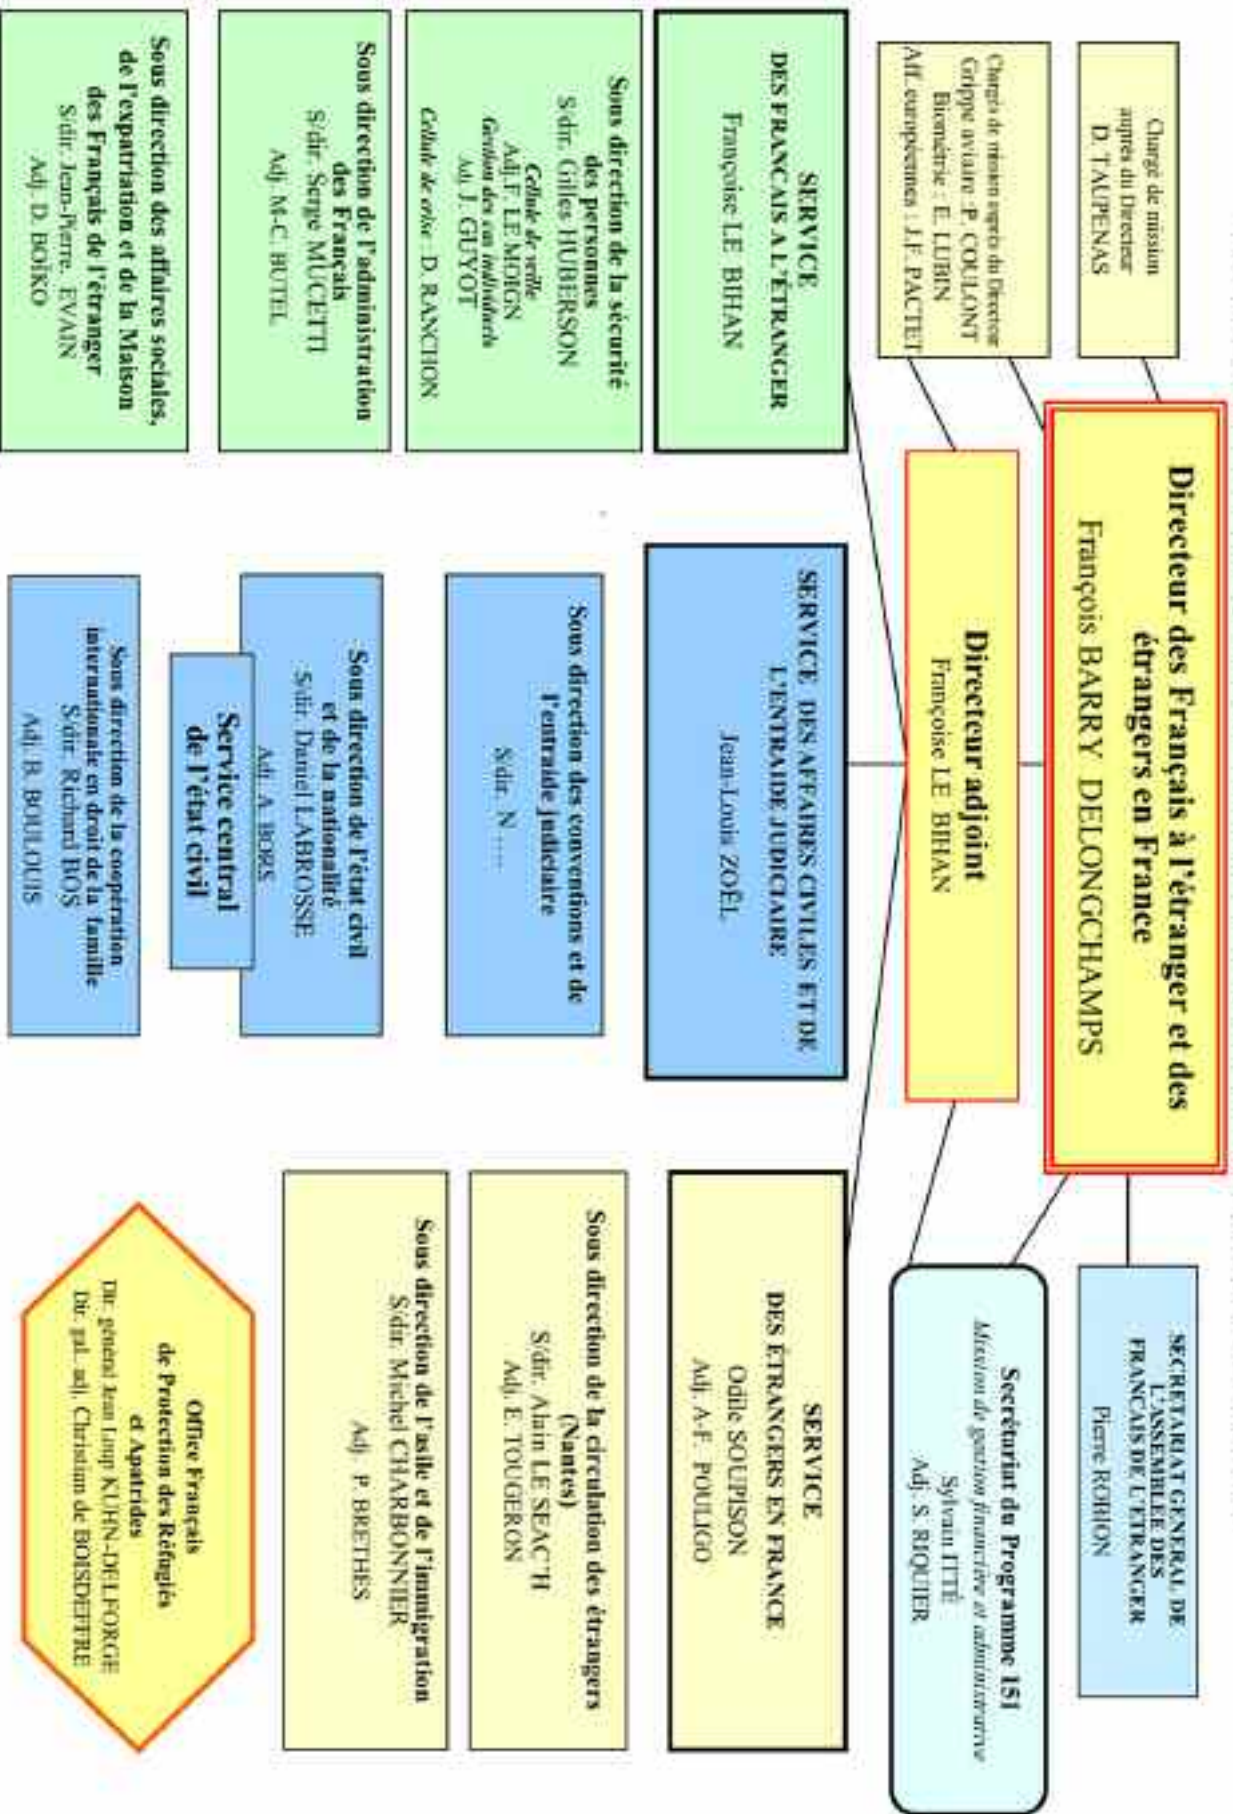 Directeur des Français à l'étranger et des
étrangers en France
François BARRY DELONGCHAMPS
Chargé de mission
auprès du Directeur
D. TAUPENAS
Chargés de mission auprès du Directeur
Grippe aviaire : P. COULONT
Biométrie : E. LUBIN
Aff. européennes : J.F. PACTET
SECRETARIAT GENERAL DE
L'ASSEMBLEE DES
FRANCAIS DE L'ETRANGER
Pierre ROBION
Directeur adjoint
Françoise LE BIHAN
Secrétariat du Programme 151
Mission de gestion financière et administrative
Sylvain ITTÉ
Adj. S. RIQUIER
SERVICE
DES FRANCAIS A L'ÉTRANGER
Françoise LE BIHAN
Sous direction de la sécurité
des personnes
S/dir. Gilles HUBERSON
Cellule de veille
Adj. F. LE MOIGN
Gestion des cas individuels
Adj. J. GUYOT
Cellule de crise : D. RANCHON
Sous direction de l'administration
des Français
S/dir. Serge MUCETTI
Adj. M-C. BUTEL
Sous direction des affaires sociales,
de l'expatriation et de la Maison
des Français de l'étranger
S/dir. Jean-Pierre. EVAIN
Adj. D. BOÏKO
SERVICE DES AFFAIRES CIVILES ET DE
L'ENTRAIDE JUDICIAIRE
Jean-Louis ZOËL
Sous direction des conventions et de
l'entraide judiciaire
S/dir. N ....
Sous direction de l'état civil
et de la nationalité
S/dir. Daniel LABROSSE
Adj. A. BORS
Service central
de l'état civil
Sous direction de la coopération
internationale en droit de la famille
S/dir. Richard BOS
Adj. B. BOULOUIS
SERVICE
DES ÉTRANGERS EN FRANCE
Odile SOUPISON
Adj. A-F. POULIGO
Sous direction de la circulation des étrangers
(Nantes)
S/dir. Alain LE SEAC'H
Adj. E. TOUGERON
Sous direction de l'asile et de l'immigration
S/dir. Michel CHARBONNIER
Adj. P. BRETHES
Office Français
de Protection des Réfugiés
et Apatrides
Dir. général Jean Loup KUHN-DELFORGE
Dir. gal. adj. Christian de BOISDEFFRE